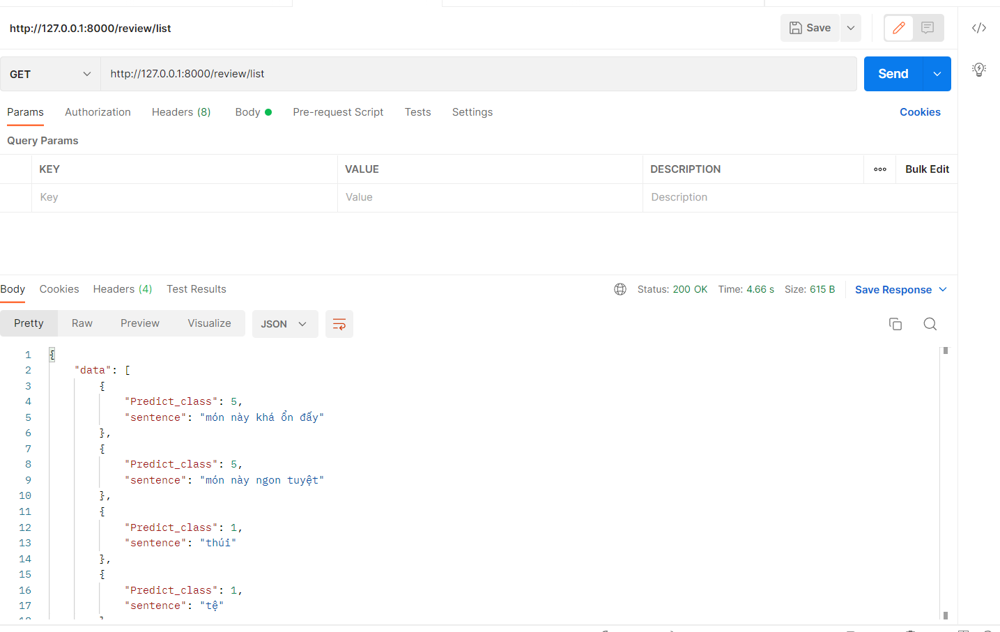 http://127.0.0.1:8000/review/list
Save
GET
http://127.0.0.1:8000/review/list
Send
Params Authorization Headers (8) Body Pre-request Script Tests Settings Cookies
Query Params
KEY VALUE DESCRIPTION Bulk Edit
Key Value Description
Body Cookies Headers (4) Test Results Status: 200 OK Time: 4.66 s Size: 615 B Save Response
Pretty Raw Preview Visualize JSON
1 {
2 "data": [
3 {
4 "Predict_class": 5,
5 "sentence": "món này khá ổn đấy"
6 },
7 {
8 "Predict_class": 5,
9 "sentence": "món này ngon tuyệt"
10 },
11 {
12 "Predict_class": 1,
13 "sentence": "thúi"
14 },
15 {
16 "Predict_class": 1,
17 "sentence": "tệ"